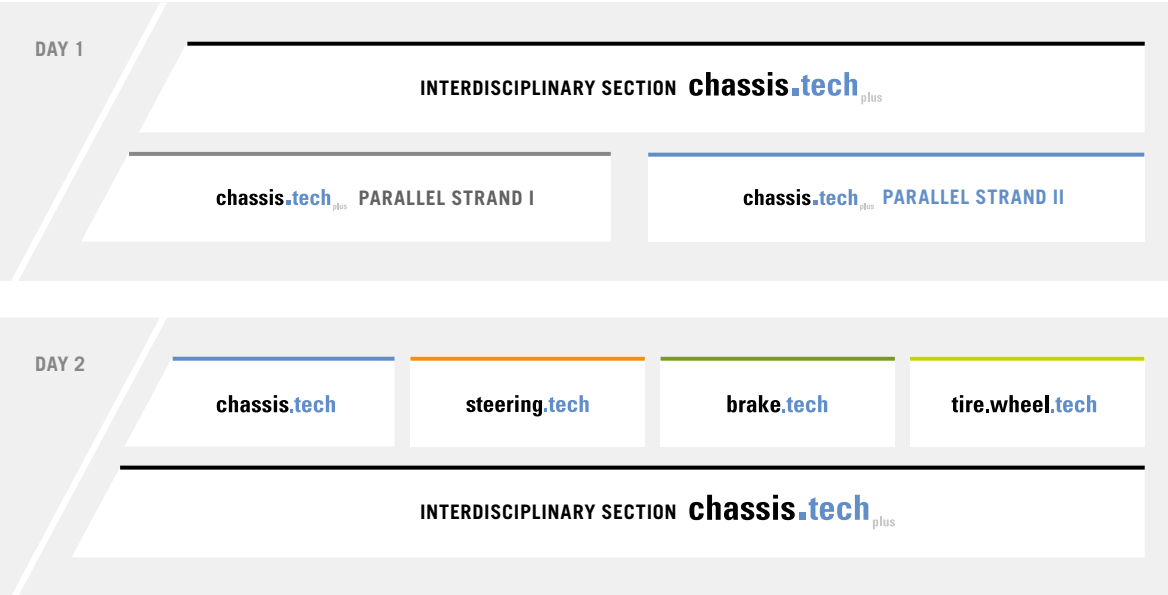 DAY 1
INTERDISCIPLINARY SECTION chassis.tech plus
chassis.tech plus PARALLEL STRAND I
chassis.tech plus PARALLEL STRAND II
DAY 2
chassis.tech
steering.tech
brake.tech
tire.wheel.tech
INTERDISCIPLINARY SECTION chassis.tech plus